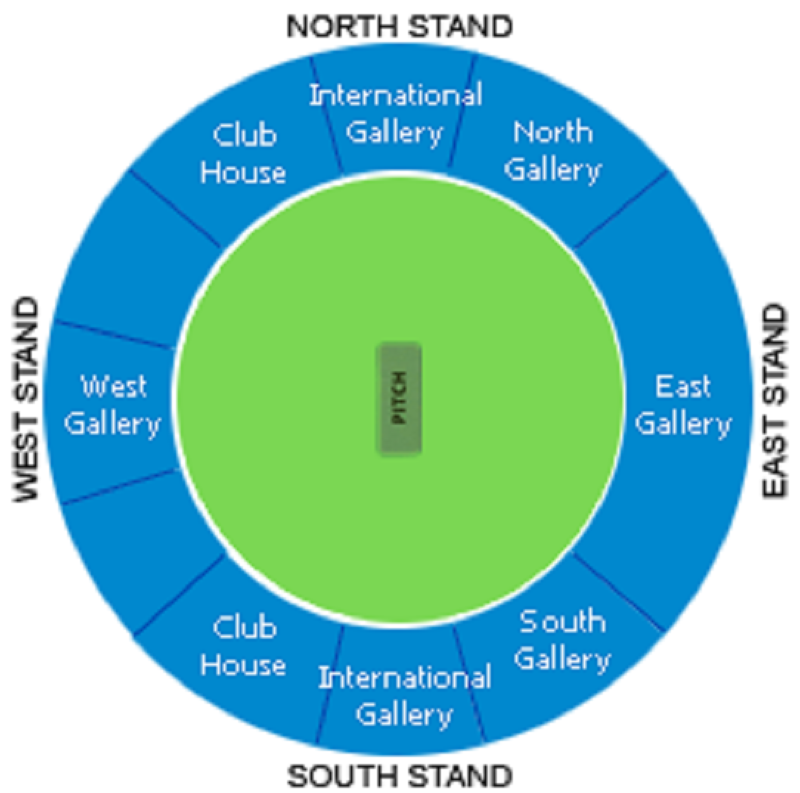 NORTH STAND
International
Gallery
Club
House
North
Gallery
WEST STAND
West
Gallery
PITCH
East
Gallery
EAST STAND
Club
House
International
Gallery
South
Gallery
SOUTH STAND